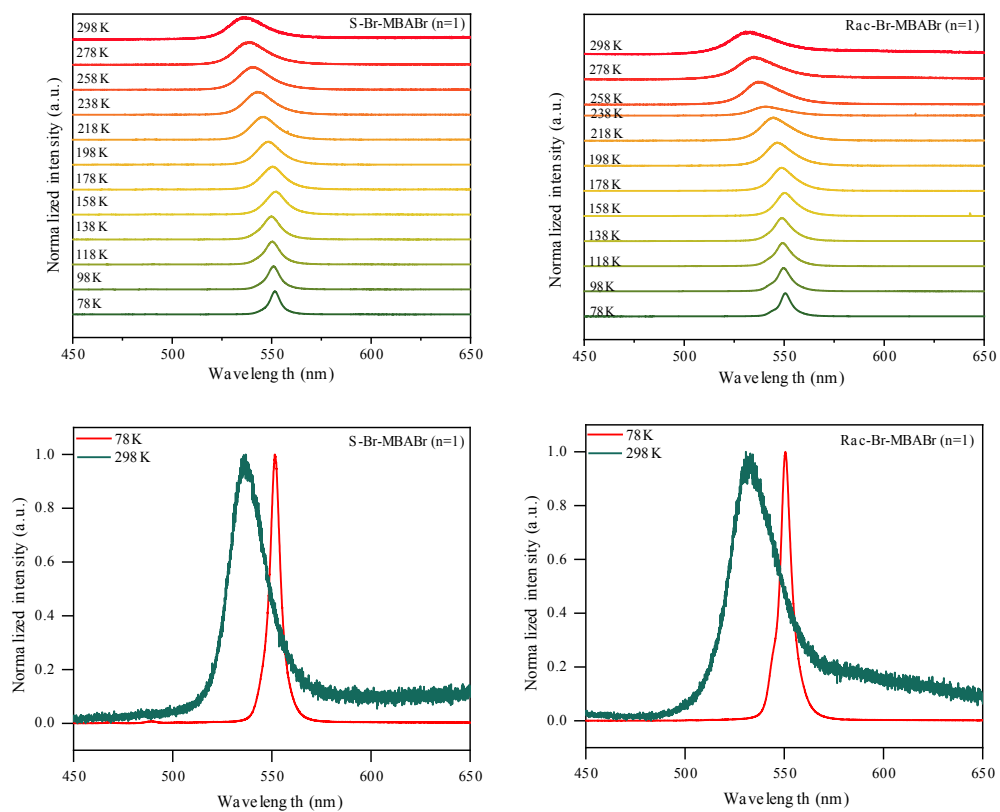 S-Br-MBABr (n=1)
298 K
278 K
258 K
238 K
218 K
198 K
178 K
158 K
138 K
118 K
98 K
78 K
Normalized intensity (a.u.)
450 500 550 600 650
Wavelength (nm)
Rac-Br-MBABr (n=1)
298 K
278 K
258 K
238 K
218 K
198 K
178 K
158 K
138 K
118 K
98 K
78 K
Normalized intensity (a.u.)
450 500 550 600 650
Wavelength (nm)
78 K
298 K
S-Br-MBABr (n=1)
1.0
0.8
0.6
0.4
0.2
0.0
Normalized intensity (a.u.)
450 500 550 600 650
Wavelength (nm)
78 K
298 K
Rac-Br-MBABr (n=1)
1.0
0.8
0.6
0.4
0.2
0.0
Normalized intensity (a.u.)
450 500 550 600 650
Wavelength (nm)